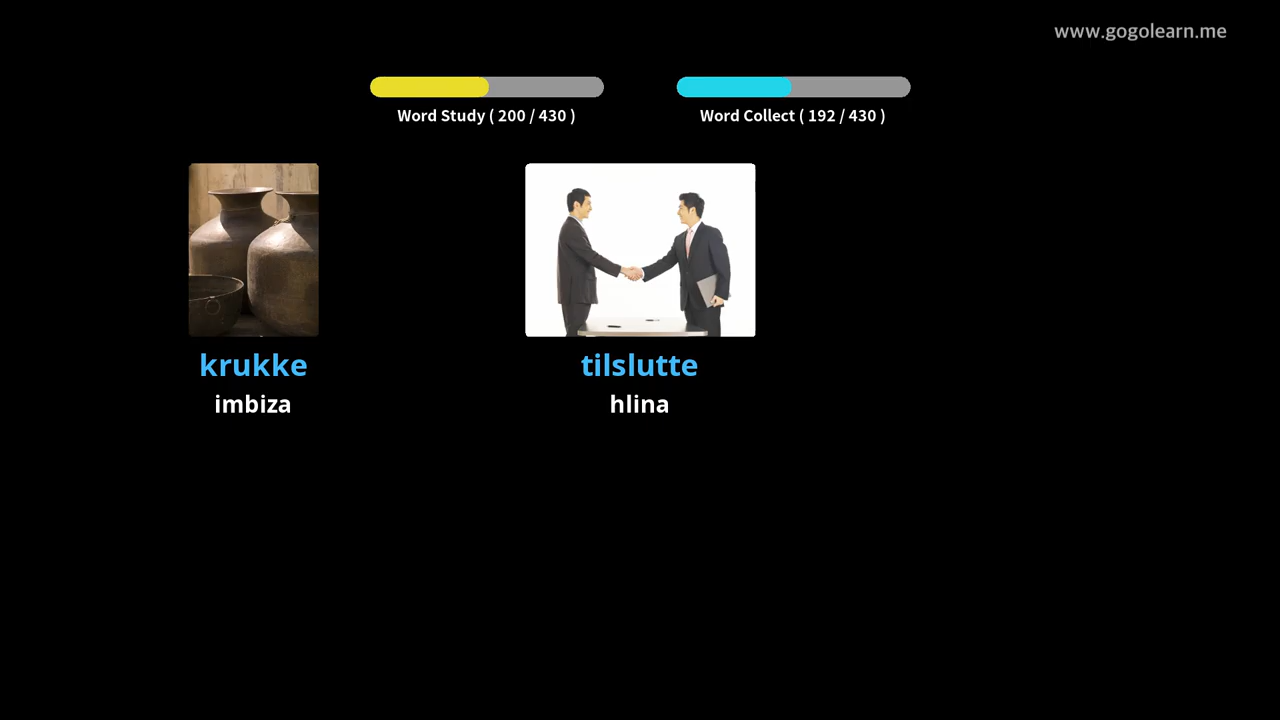 www.gogolearn.me
Word Study ( 200 / 430 )
Word Collect ( 192 / 430 )
krukke
imbiza
tilslutte
hlina